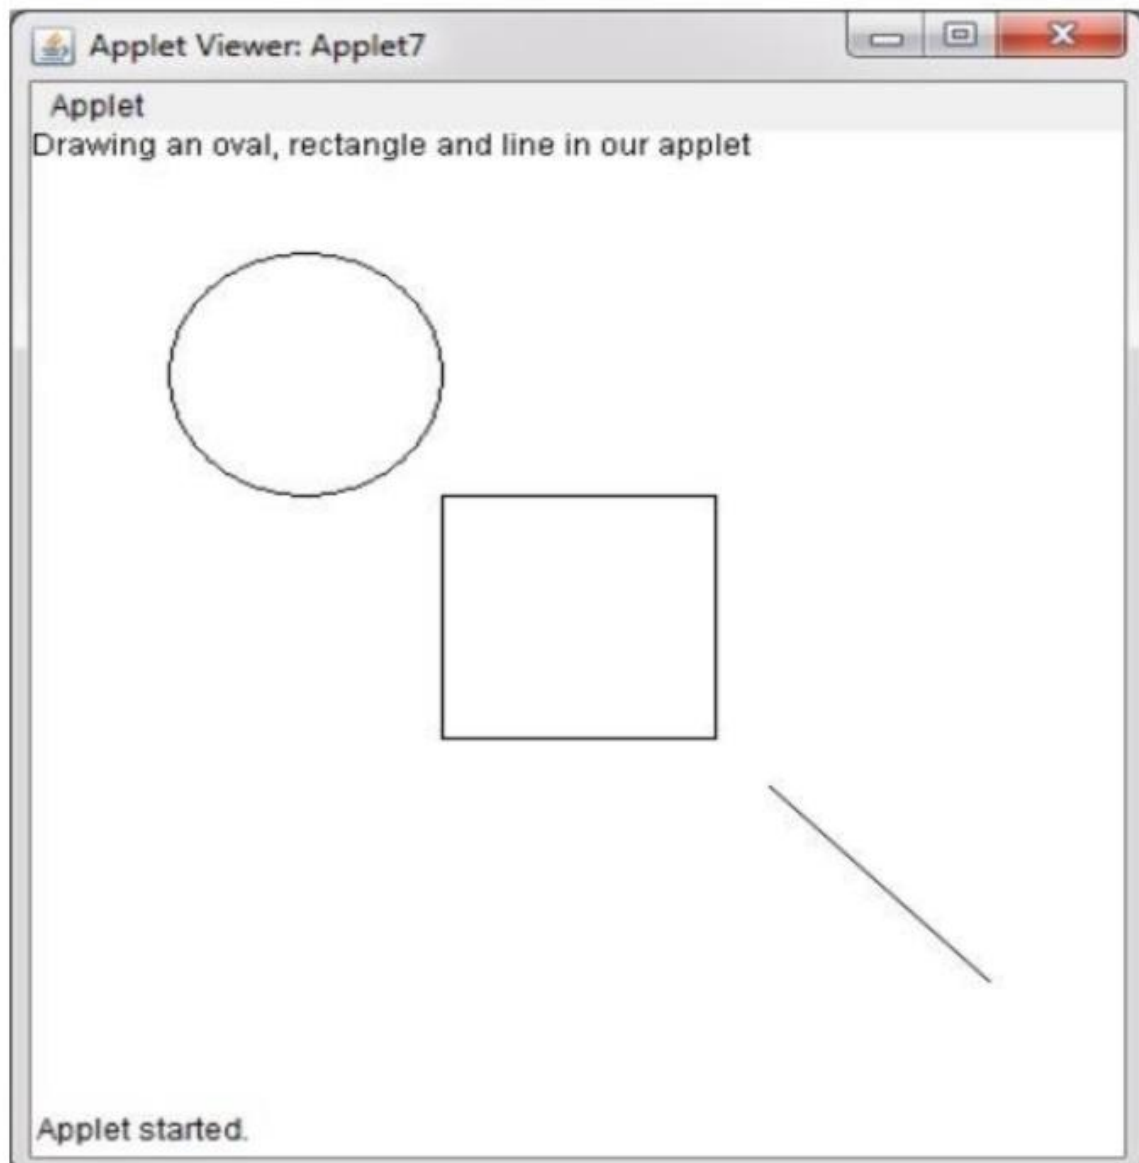 Applet Viewer: Applet7
Applet
Drawing an oval, rectangle and line in our applet
Applet started.